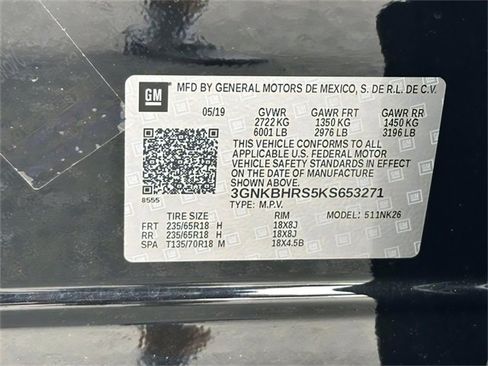 GM
MFD BY GENERAL MOTORS DE MEXICO, S. DE R.L. DE C.V.
05/19 GVWR GAWR FRT GAWR RR
2722 KG 1350 KG 1450 KG
6001 LB 2976 LB 3196 LB
THIS VEHICLE CONFORMS TO ALL
APPLICABLE U.S. FEDERAL MOTOR
VEHICLE SAFETY STANDARDS IN EFFECT
ON THE DATE OF MANUFACTURE
SHOWN ABOVE.
8555 3GNKBHRS5KS653271
TYPE: M.P.V.
TIRE SIZE RIM MODEL: 511NK26
FRT 235/65R18 H 18X8J
RR 235/65R18 H 18X8J
SPA T135/70R18 M 18X4.5B